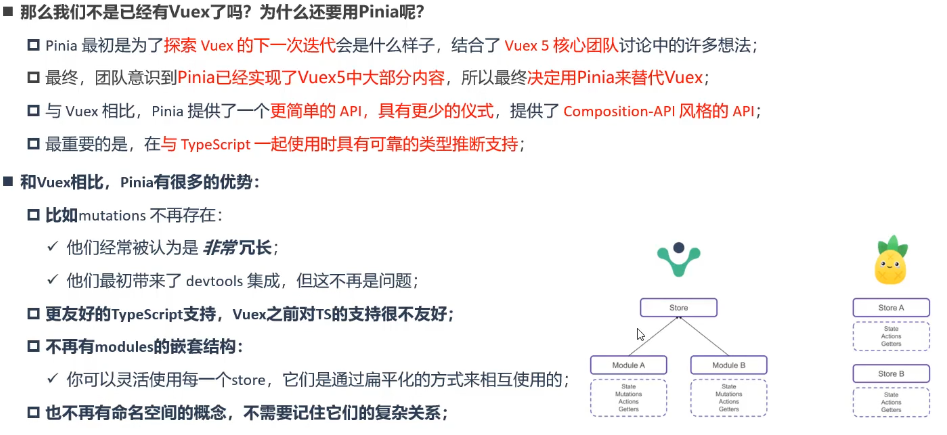 那么我们不是已经有Vuex了吗？为什么还要用Pinia呢？
Pinia 最初是为了探索 Vuex 的下一次迭代会是什么样子，结合了 Vuex 5 核心团队讨论中的许多想法；
最终，团队意识到Pinia已经实现了Vuex5中大部分内容，所以最终决定用Pinia来替代Vuex；
与 Vuex 相比，Pinia 提供了一个更简单的 API，具有更少的仪式，提供了 Composition-API 风格的 API；
最重要的是，在与 TypeScript 一起使用时具有可靠的类型推断支持；
和Vuex相比，Pinia有很多的优势：
比如mutations 不再存在：
他们经常被认为是 非常冗长；
他们最初带来了 devtools 集成，但这不再是问题；
更友好的TypeScript支持，Vuex之前对TS的支持很不友好；
不再有modules的嵌套结构：
你可以灵活使用每一个store，它们是通过扁平化的方式来相互使用的；
也不再有命名空间的概念，不需要记住它们的复杂关系；
Store
Module A
State
Mutations
Actions
Getters
Module B
State
Mutations
Actions
Getters
Store A
State
Actions
Getters
Store B
State
Actions
Getters